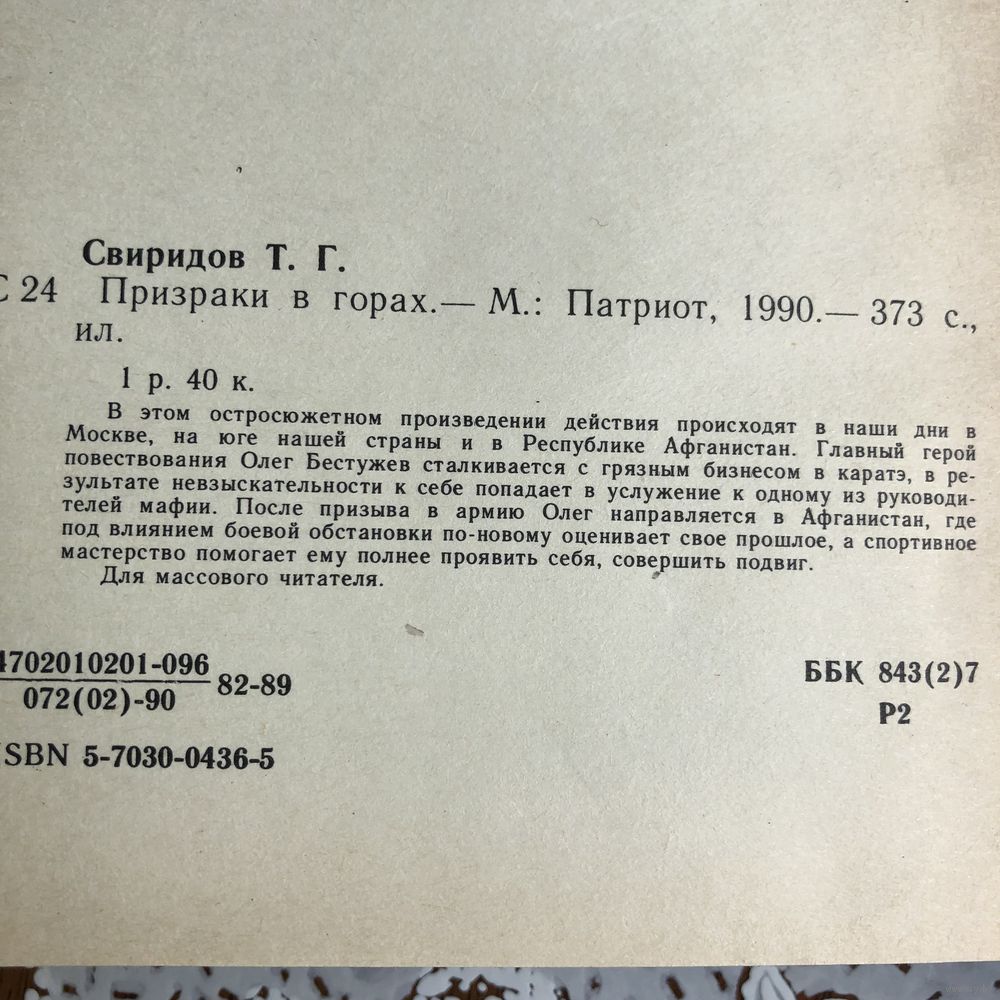 Свиридов Т. Г.
С 24 Призраки в горах.— М.: Патриот, 1990.— 373 с.,
ил.
1 р. 40 к.
В этом остросюжетном произведении действия происходят в наши дни в
Москве, на юге нашей страны и в Республике Афганистан. Главный герой
повествования Олег Бестужев сталкивается с грязным бизнесом в каратэ, в ре-
зультате невзыскательности к себе попадает в услужение к одному из руководи-
телей мафии. После призыва в армию Олег направляется в Афганистан, где
под влиянием боевой обстановки по-новому оценивает свое прошлое, а спортивное
мастерство помогает ему полнее проявить себя, совершить подвиг.
Для массового читателя.
4702010201-096
072(02)-90
82-89
ББК 843(2)7
Р2
ISBN 5-7030-0436-5